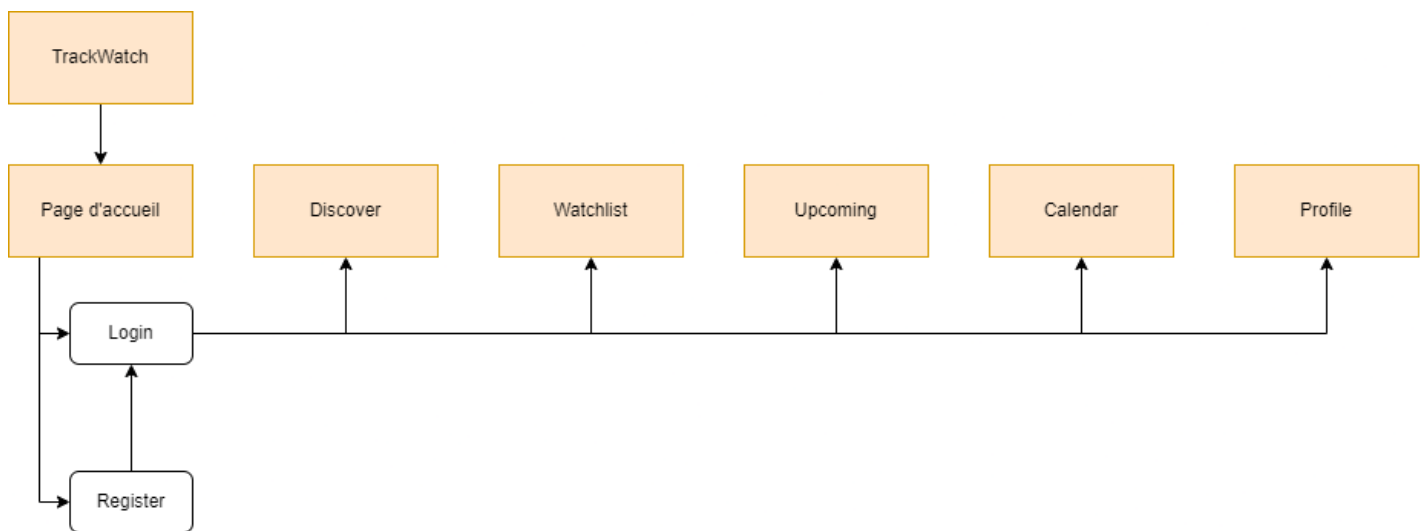 TrackWatch
Page d'accueil
Discover
Watchlist
Upcoming
Calendar
Profile
Login
Register